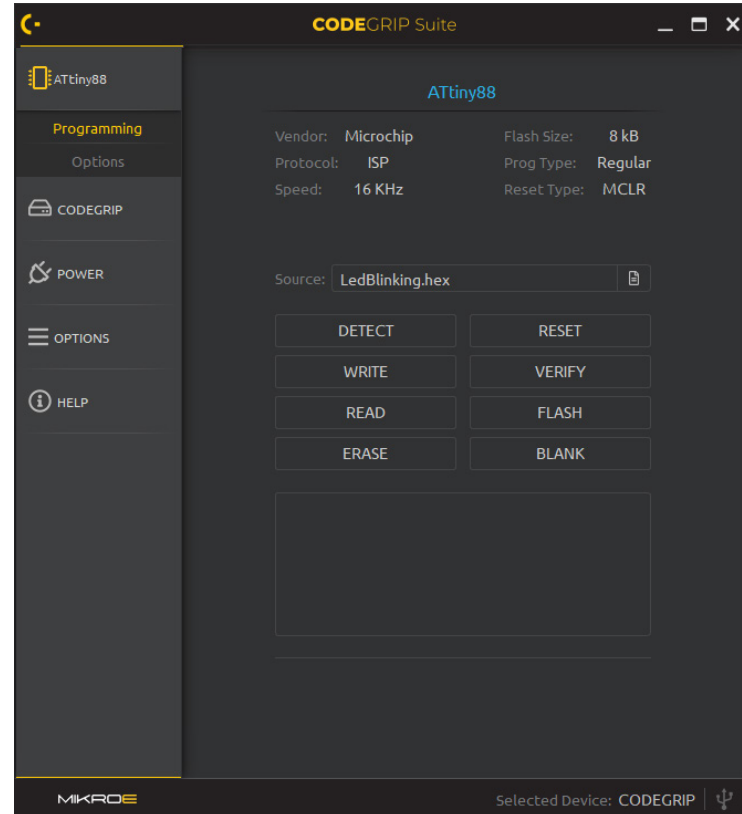 CODEGRIP Suite
ATtiny88
Programming
Options
CODEGRIP
POWER
OPTIONS
HELP
ATtiny88
Vendor: Microchip Flash Size: 8 kB
Protocol: ISP Prog Type: Regular
Speed: 16 KHz Reset Type: MCLR
Source: LedBlinking.hex
DETECT RESET
WRITE VERIFY
READ FLASH
ERASE BLANK
MIKROE Selected Device: CODEGRIP